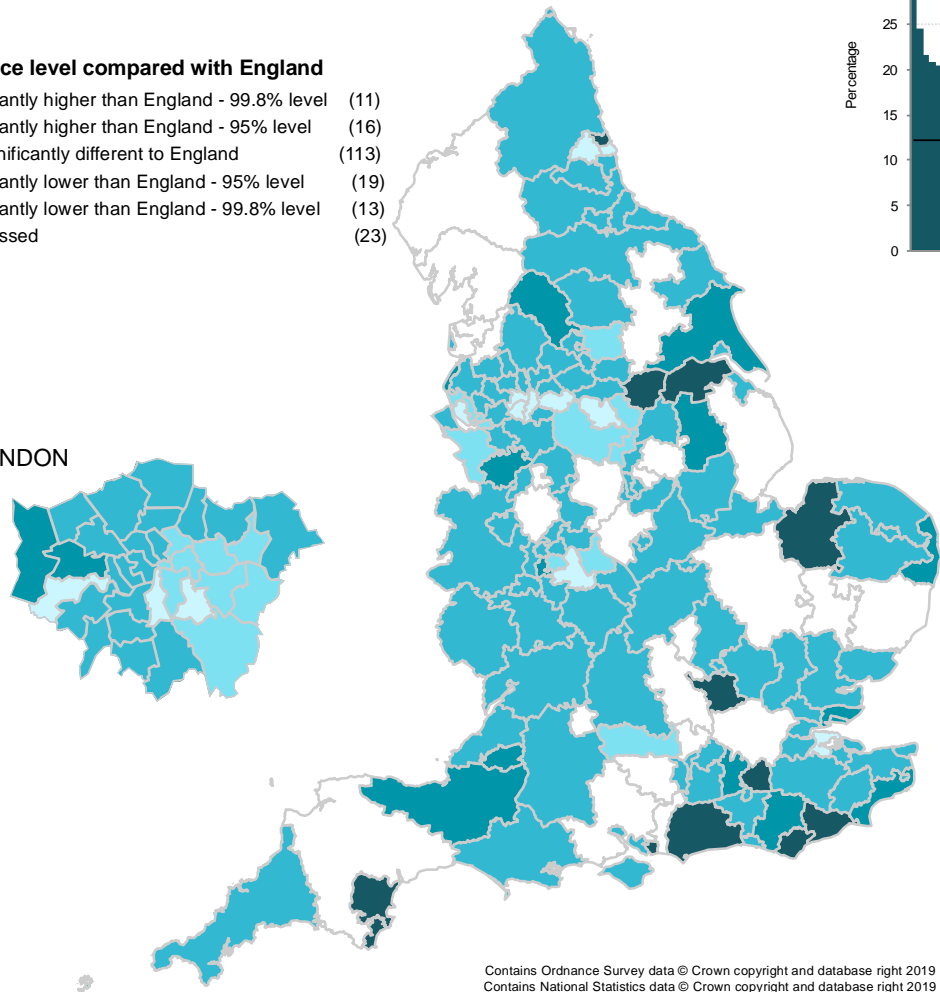 ce level compared with England
antly higher than England - 99.8% level (11)
antly higher than England - 95% level (16)
nificantly different to England (113)
antly lower than England - 95% level (19)
antly lower than England - 99.8% level (13)
ssed (23)
Percentage
25
20
15
10
5
0
NDON
Contains Ordnance Survey data © Crown copyright and database right 2019
Contains National Statistics data © Crown copyright and database right 2019